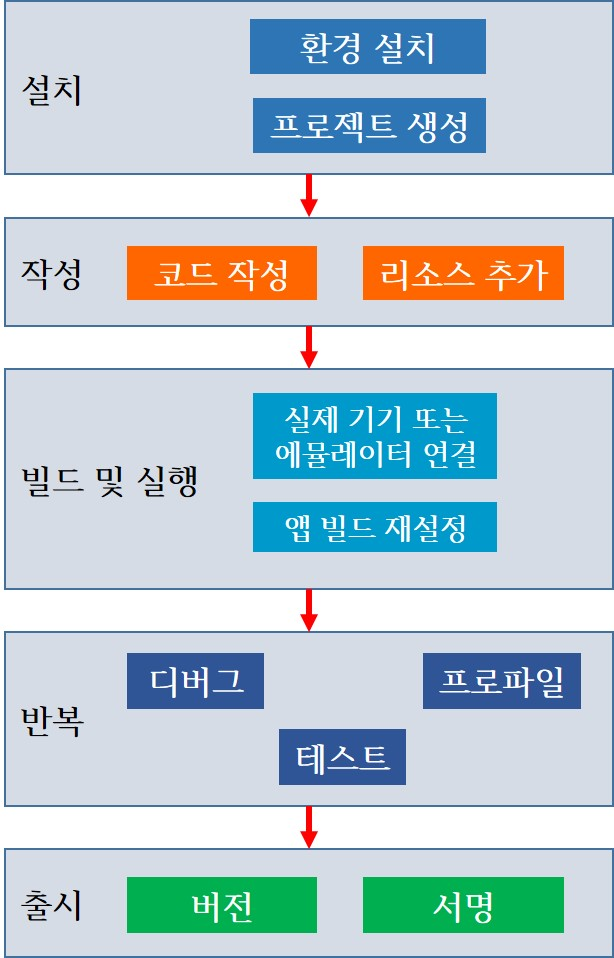 설치
환경 설치
프로젝트 생성
작성
코드 작성
리소스 추가
빌드 및 실행
실제 기기 또는
에뮬레이터 연결
앱 빌드 재설정
반복
디버그
프로파일
테스트
출시
버전
서명